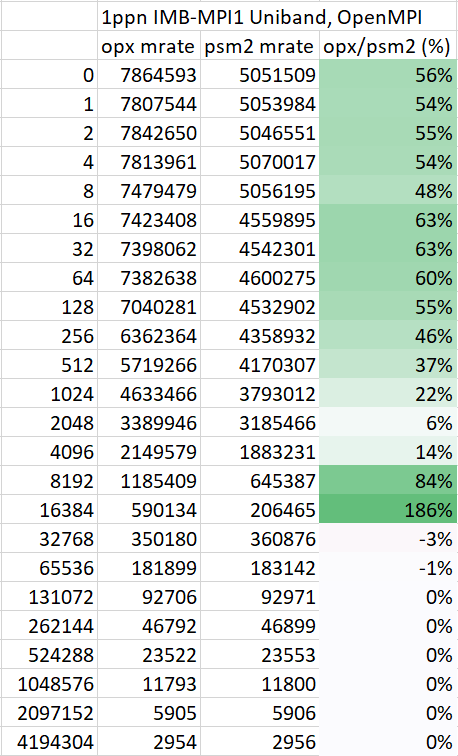 1ppn IMB-MPI1 Uniband, OpenMPI
opx mrate psm2 mrate opx/psm2 (%)
0 7864593 5051509 56%
1 7807544 5053984 54%
2 7842650 5046551 55%
4 7813961 5070017 54%
8 7479479 5056195 48%
16 7423408 4559895 63%
32 7398062 4542301 63%
64 7382638 4600275 60%
128 7040281 4532902 55%
256 6362364 4358932 46%
512 5719266 4170307 37%
1024 4633466 3793012 22%
2048 3389946 3185466 6%
4096 2149579 1883231 14%
8192 1185409 645387 84%
16384 590134 206465 186%
32768 350180 360876 -3%
65536 181899 183142 -1%
131072 92706 92971 0%
262144 46792 46899 0%
524288 23522 23553 0%
1048576 11793 11800 0%
2097152 5905 5906 0%
4194304 2954 2956 0%